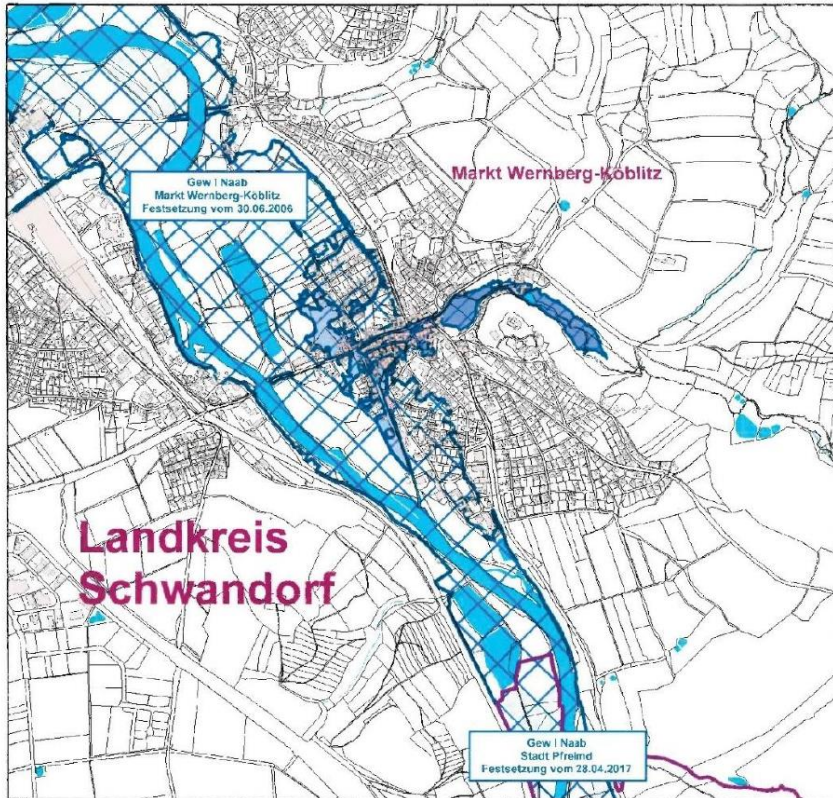 Gew I Naab
Markt Wernberg-Köblitz
Festsetzung vom 30.06.2006
Markt Wernberg-Köblitz
Landkreis
Schwandorf
Gew I Naab
Stadt Pfreimd
Festsetzung vom 28.04.2017